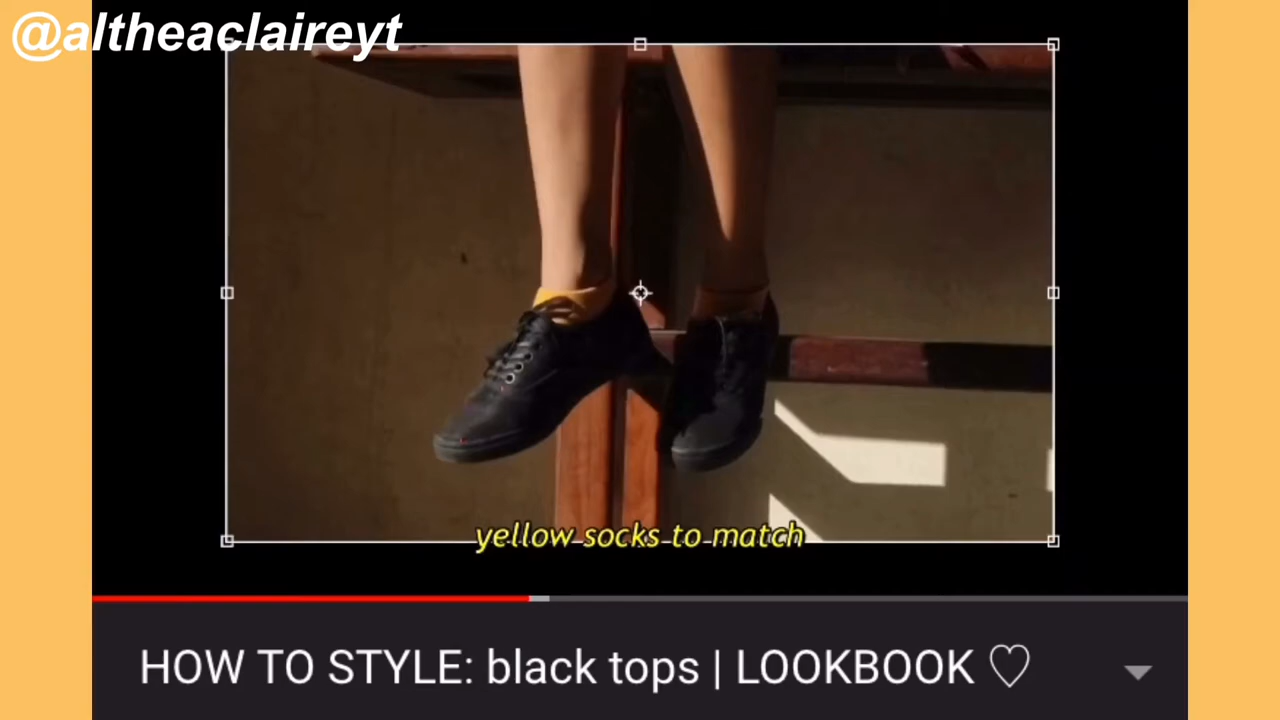 @altheaclaireyt
yellow socks to match
HOW TO STYLE: black tops | LOOKBOOK ♡